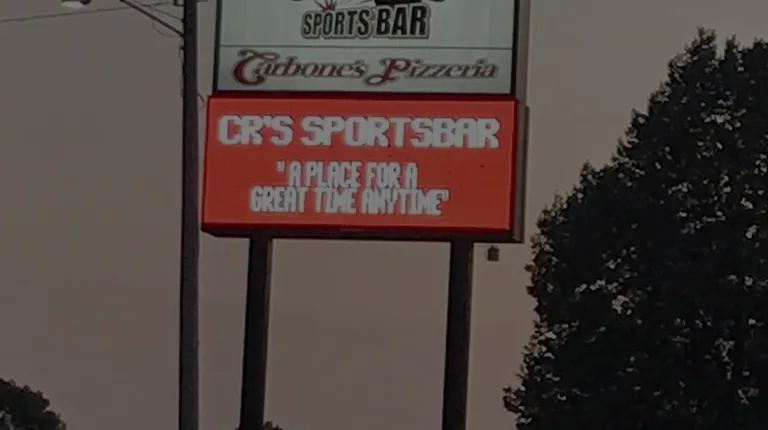 SPORTS BAR
Carbone's Pizzeria
CR'S SPORTSBAR
"A PLACE FOR A
GREAT TIME ANYTIME"